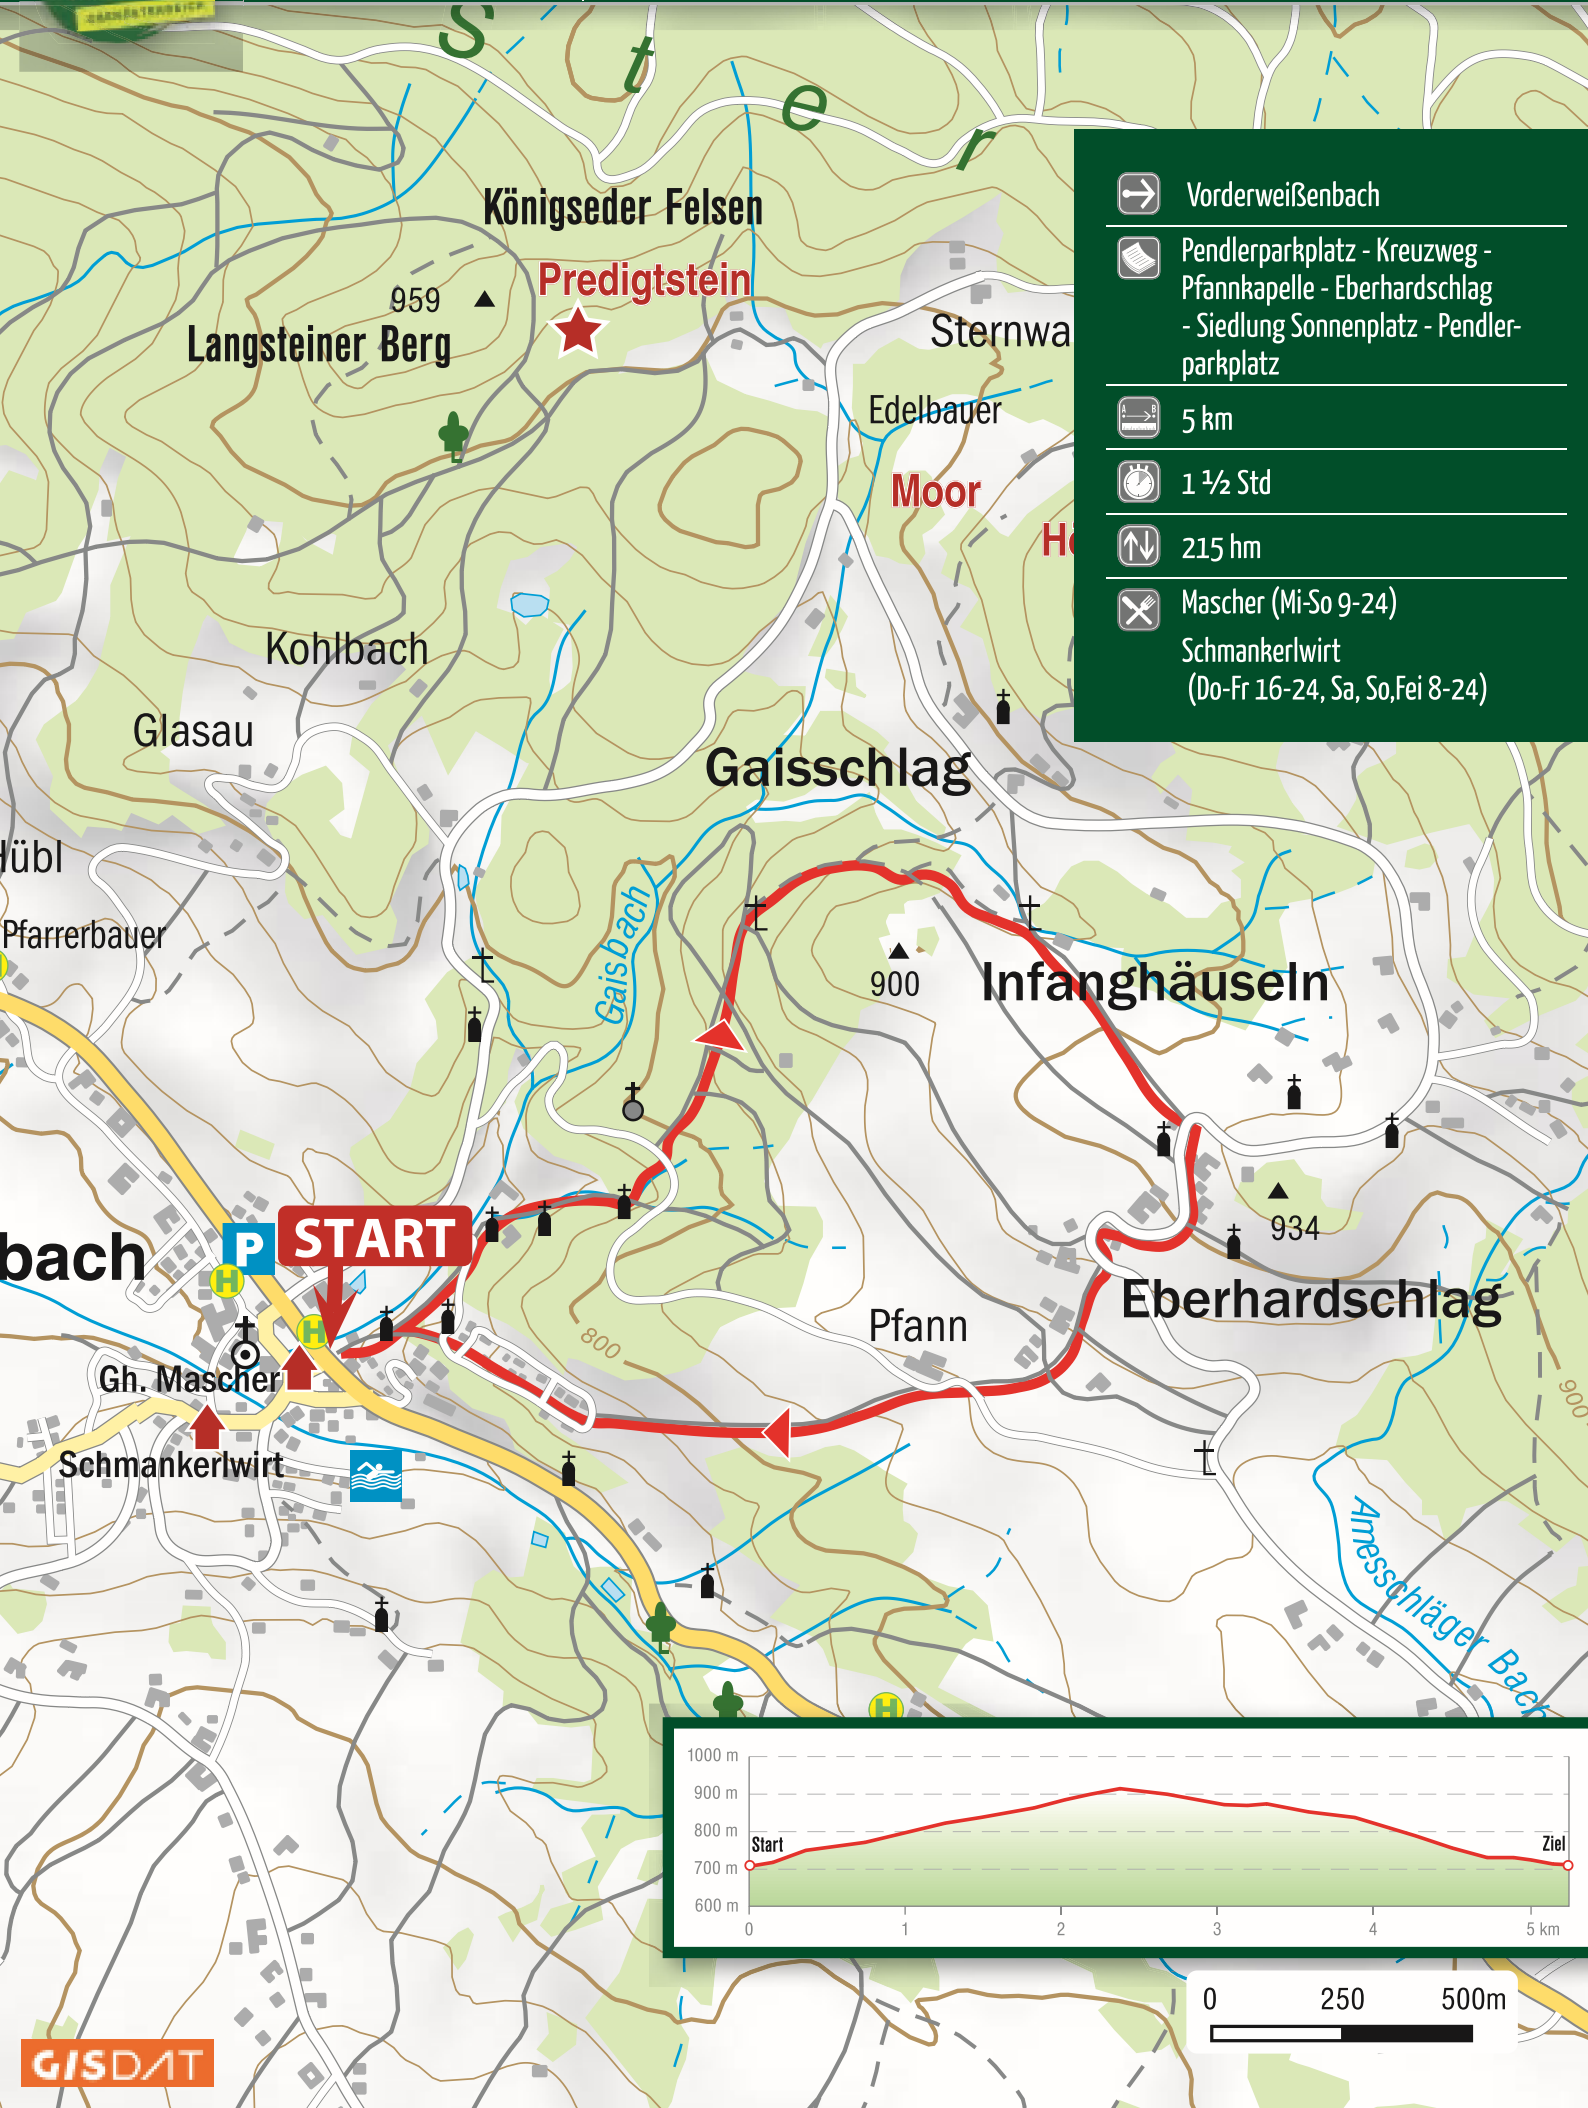 S
t
e
r
Königseder Felsen
Predigtstein
959
Langsteiner Berg
Sternwa
Edelbauer
Moor
Vorderweißenbach
Pendlerparkplatz - Kreuzweg -
Pfannkapelle - Eberhardschlag
- Siedlung Sonnenplatz - Pendler-
parkplatz
A B
5 km
1 ½ Std
215 hm
Mascher (Mi-So 9-24)
Schmankerlwirt
(Do-Fr 16-24, Sa, So,Fei 8-24)
Kohlbach
Glasau
Gaisschlag
übl
Pfarrerbauer
Gaisbach
900
Infanghäuseln
bach
P
START
H
H
934
Eberhardschlag
Pfann
800
Gh. Mascher
Schmankerlwirt
900
Amesschläger Bach
H
1000 m
900 m
800 m
700 m
600 m
Start
Ziel
0 1 2 3 4 5 km
0 250 500m
GISDAT